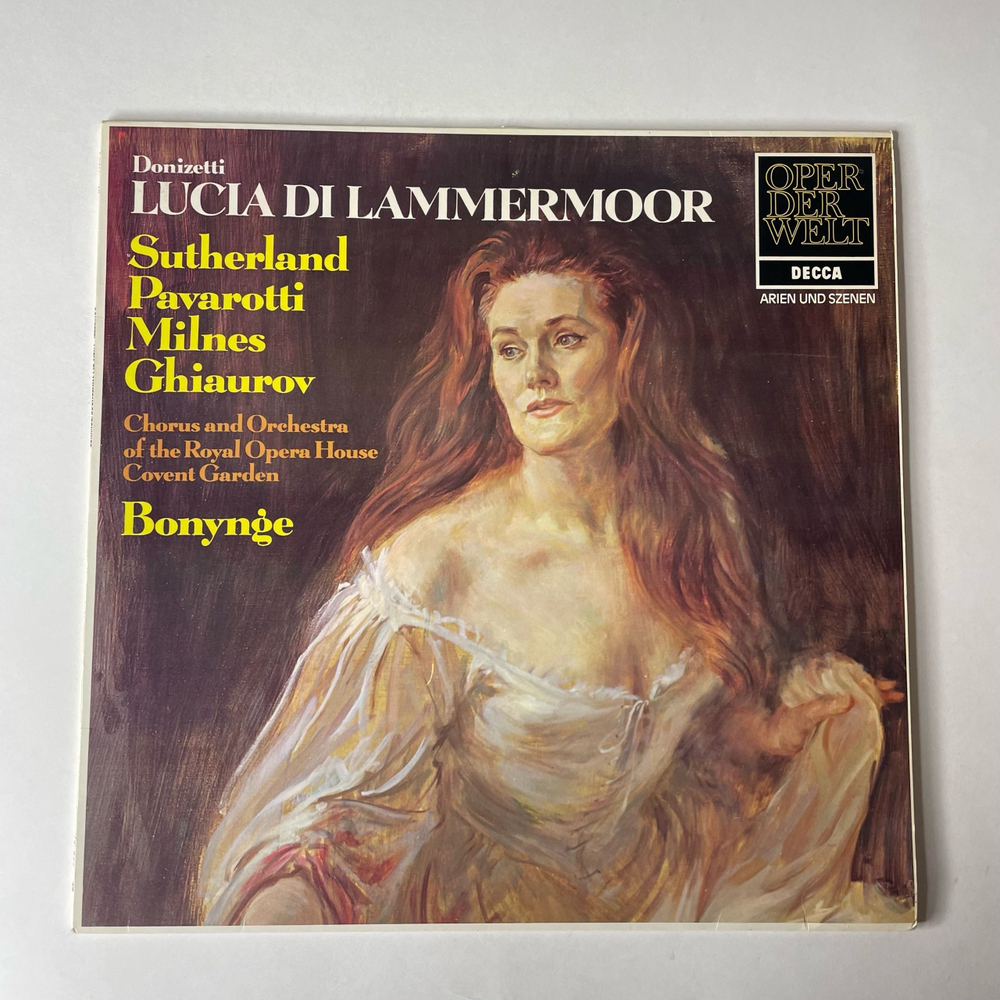 Donizetti
LUCIA DI LAMMERMOOR
Sutherland
Pavarotti
Milnes
Ghiaurov
Chorus and Orchestra
of the Royal Opera House
Covent Garden
Bonynge
OPER
DER
WELT
DECCA
ARIEN UND SZENEN